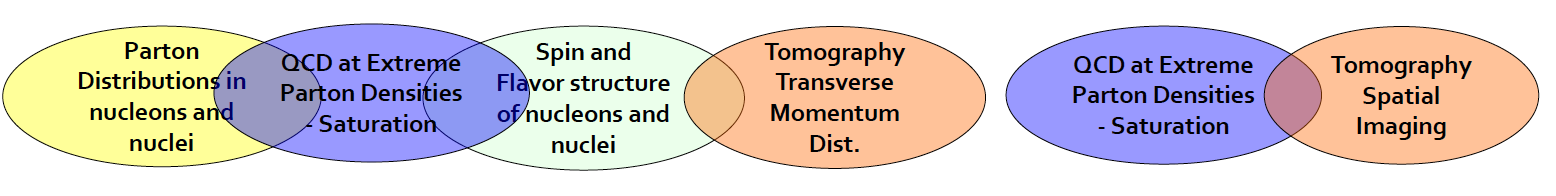 Parton
Distributions in
nucleons and
nuclei
QCD at Extreme
Parton Densities
- Saturation
Spin and
Flavor structure
of nucleons and
nuclei
Tomography
Transverse
Momentum
Dist.
QCD at Extreme
Parton Densities
- Saturation
Tomography
Spatial
Imaging